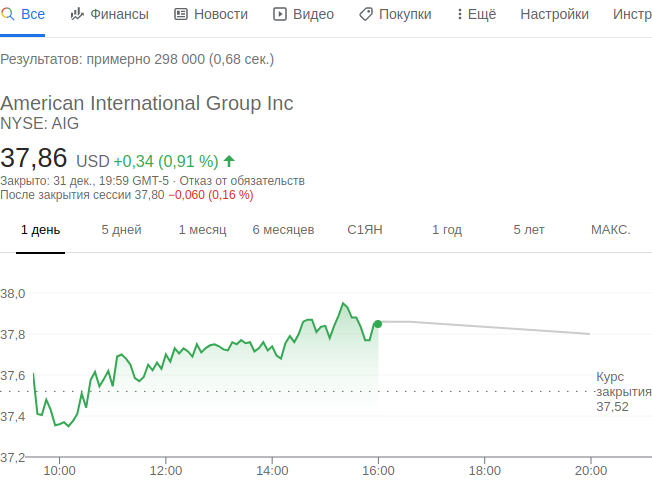 Все Финансы Новости Видео Покупки Ещё Настройки Инстр
Результатов: примерно 298 000 (0,68 сек.)
American International Group Inc
NYSE: AIG
37,86 USD +0,34 (0,91 %)
Закрыто: 31 дек., 19:59 GMT-5 · Отказ от обязательств
После закрытия сессии 37,80 −0,060 (0,16 %)
1 день 5 дней 1 месяц 6 месяцев С1ЯН 1 год 5 лет МАКС.
38,0
37,8
37,6
37,4
37,2
Курс
закрытия
37,52
10:00 12:00 14:00 16:00 18:00 20:00